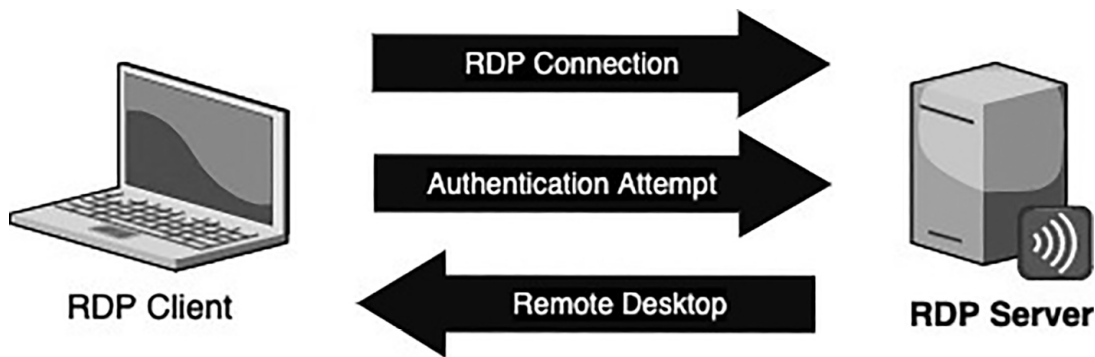 RDP Connection
Authentication Attempt
Remote Desktop
RDP Client
RDP Server